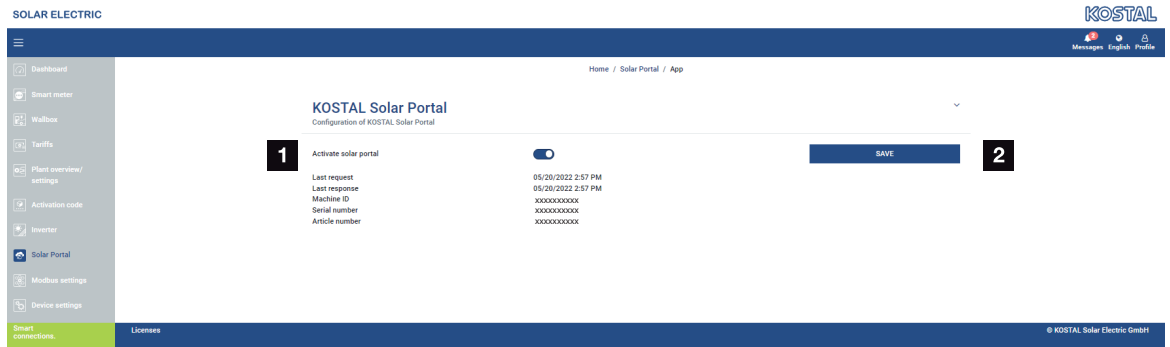 SOLAR ELECTRIC
KOSTAL
2
Messages English Profile
Dashboard
Smart meter
Wallbox
Tariffs
Plant overview/
settings
Activation code
Inverter
Solar Portal
Modbus settings
Device settings
Smart
connections.
Home / Solar Portal / App
KOSTAL Solar Portal
Configuration of KOSTAL Solar Portal
1 Activate solar portal SAVE 2
Last request 05/20/2022 2:57 PM
Last response 05/20/2022 2:57 PM
Machine ID xxxxxxxxxx
Serial number xxxxxxxxxx
Article number xxxxxxxxxx
Licenses © KOSTAL Solar Electric GmbH